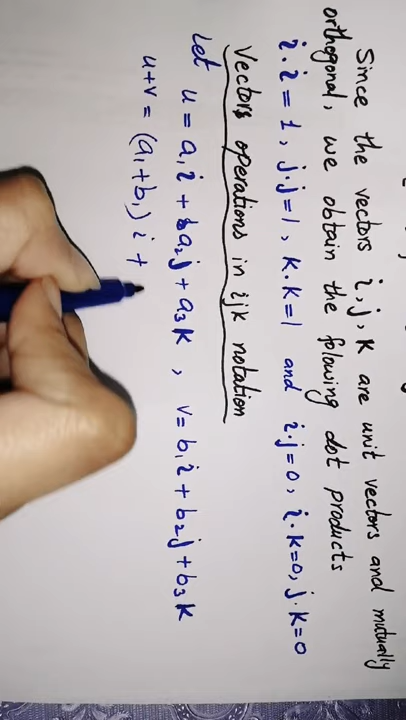 Since the vectors i, j, k are unit vectors and mutually
orthogonal, we obtain the folowing dot products
i.i=1, j.j=1, k.k=1 and i.j=0, i.k=0, j.k=0
Vectors operations in ijk notation
Let u = a₁i + a₂j + a₃k , v = b₁i + b₂j + b₃k
u+v = (a₁+b₁) i +